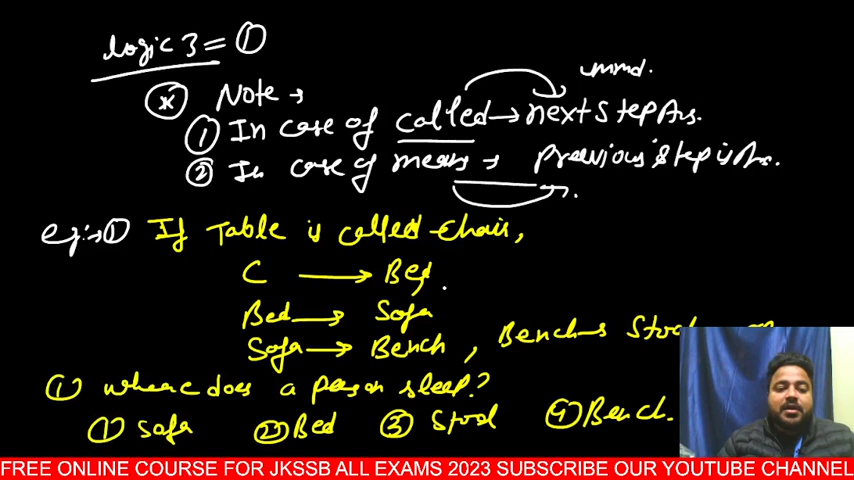 logic 3 = ①
immd.
* Note →
① In case of called → next step Ans.
② In case of means → previous step is Ans.
eg:→ ① If Table is called chair,
C → Bed
Bed → Sofa
Sofa → Bench, Bench → Stool
① where does a person sleep?
① Sofa ② Bed ③ Stool ④ Bench.
FREE ONLINE COURSE FOR JKSSB ALL EXAMS 2023 SUBSCRIBE OUR YOUTUBE CHANNEL